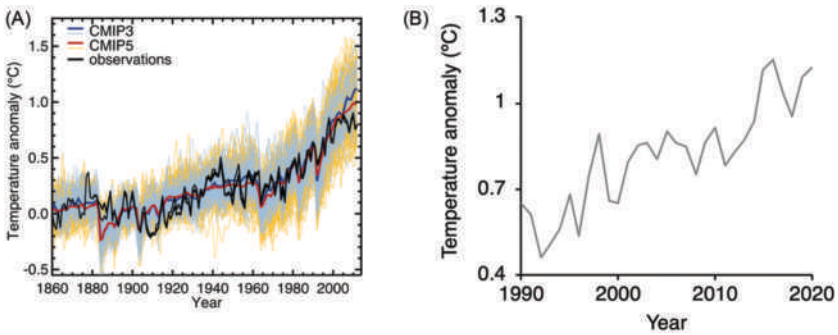 (A)
CMIP3
CMIP5
observations
Temperature anomaly (°C)
1.5
1.0
0.5
0.0
-0.5
1860 1880 1900 1920 1940 1960 1980 2000
Year
(B)
Temperature anomaly (°C)
1.3
1
0.7
0.4
1990 2000 2010 2020
Year